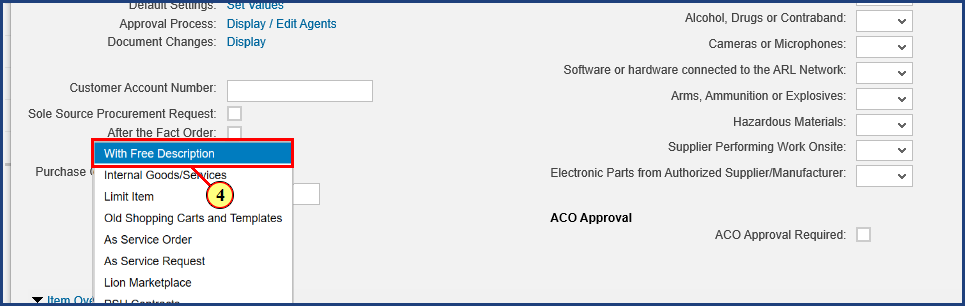 Default Settings: Set Values
Approval Process: Display / Edit Agents
Document Changes: Display
Customer Account Number:
Sole Source Procurement Request:
After the Fact Order:
Purchase
With Free Description
Internal Goods/Services
Limit Item
4
Old Shopping Carts and Templates
As Service Order
As Service Request
Lion Marketplace
PSU Contracts
Item Ove
Alcohol, Drugs or Contraband:
Cameras or Microphones:
Software or hardware connected to the ARL Network:
Arms, Ammunition or Explosives:
Hazardous Materials:
Supplier Performing Work Onsite:
Electronic Parts from Authorized Supplier/Manufacturer:
ACO Approval
ACO Approval Required: